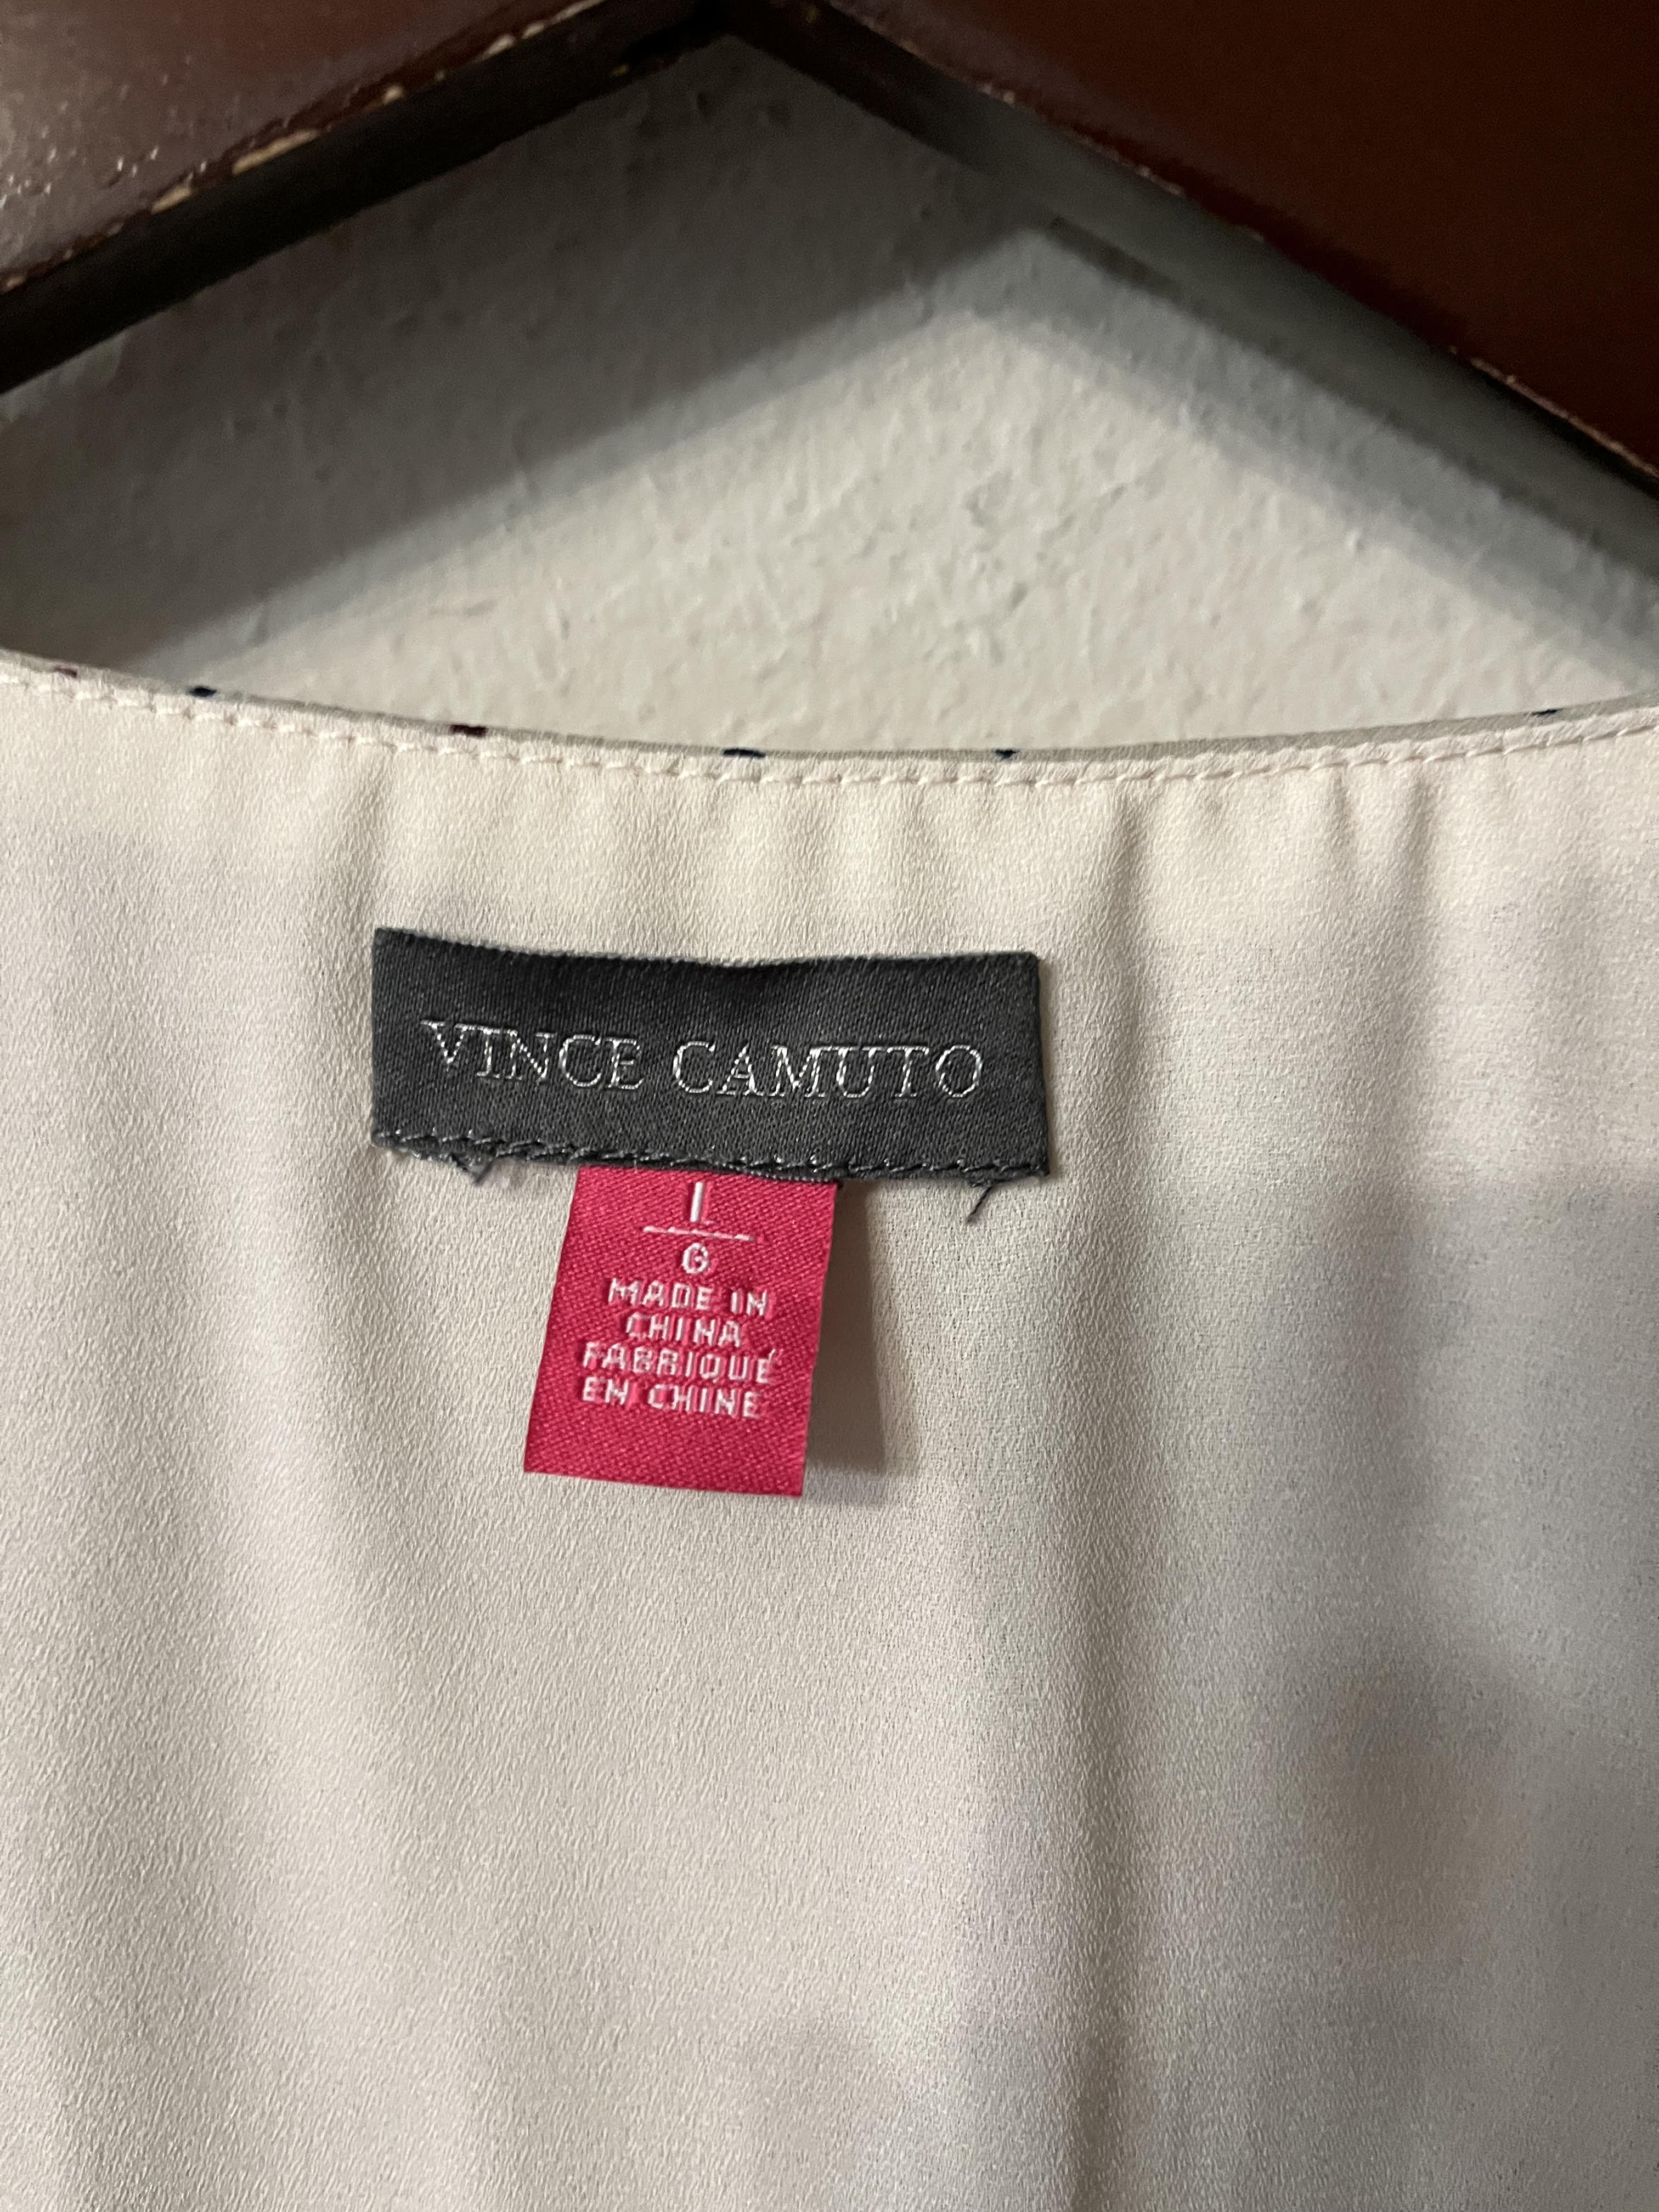 VINCE CAMUTO
L
G
MADE IN
CHINA
FABRIQUÉ
EN CHINE